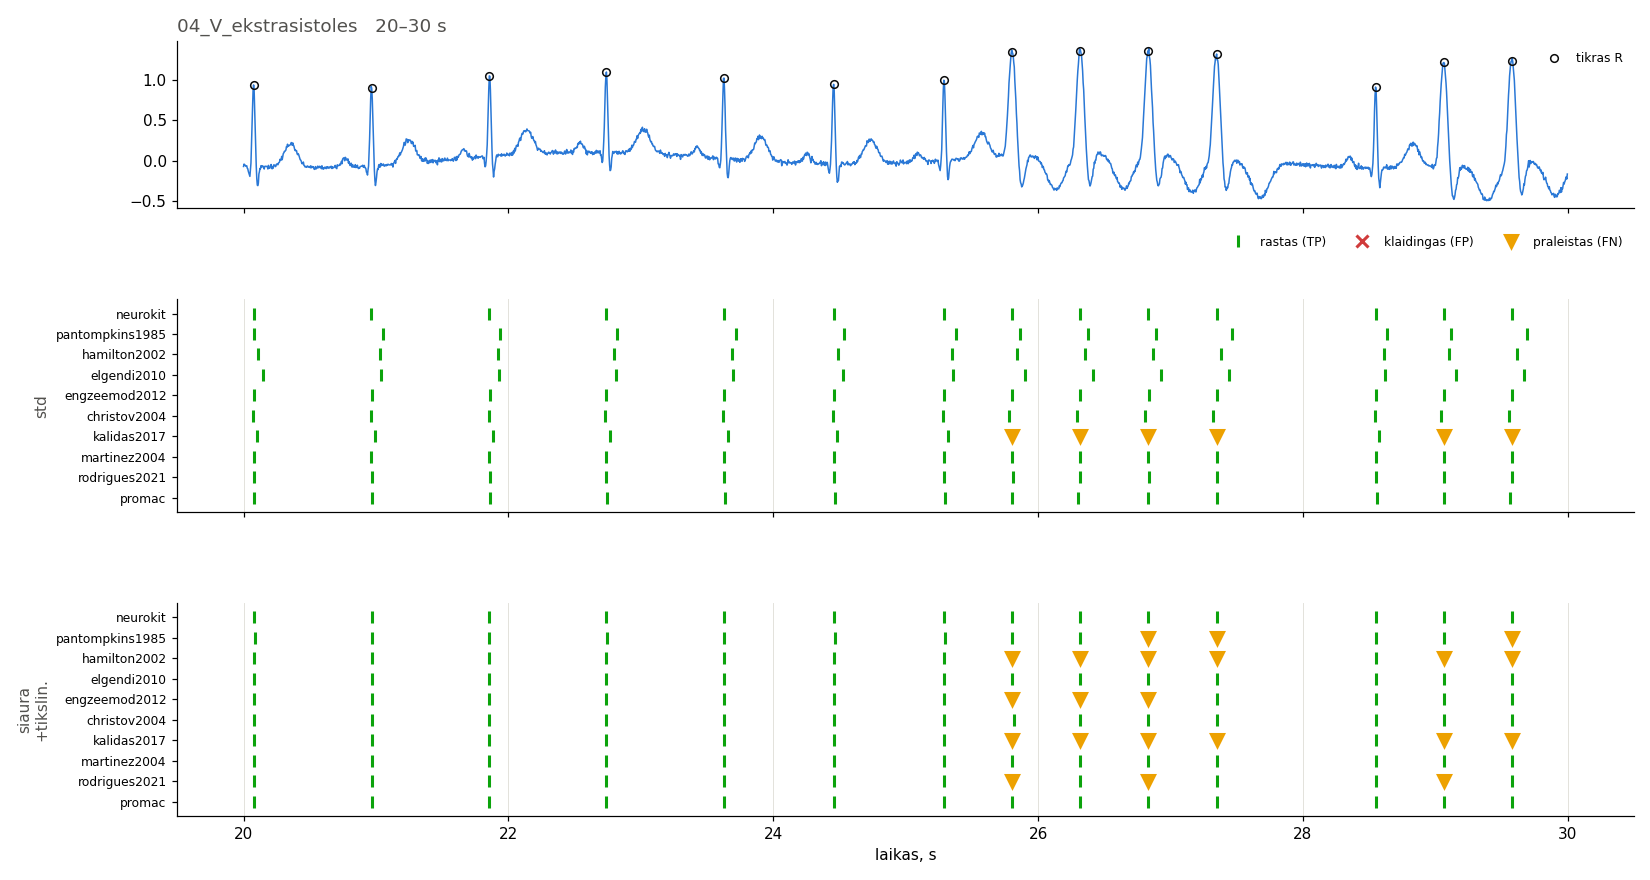 04_V_ekstrasistoles   20–30 s
tikras R
1.0
0.5
0.0
−0.5
rastas (TP)
klaidingas (FP)
praleistas (FN)
std
neurokit
pantompkins1985
hamilton2002
elgendi2010
engzeemod2012
christov2004
kalidas2017
martinez2004
rodrigues2021
promac
siaura
+tikslin.
neurokit
pantompkins1985
hamilton2002
elgendi2010
engzeemod2012
christov2004
kalidas2017
martinez2004
rodrigues2021
promac
20
22
24
26
28
30
laikas, s